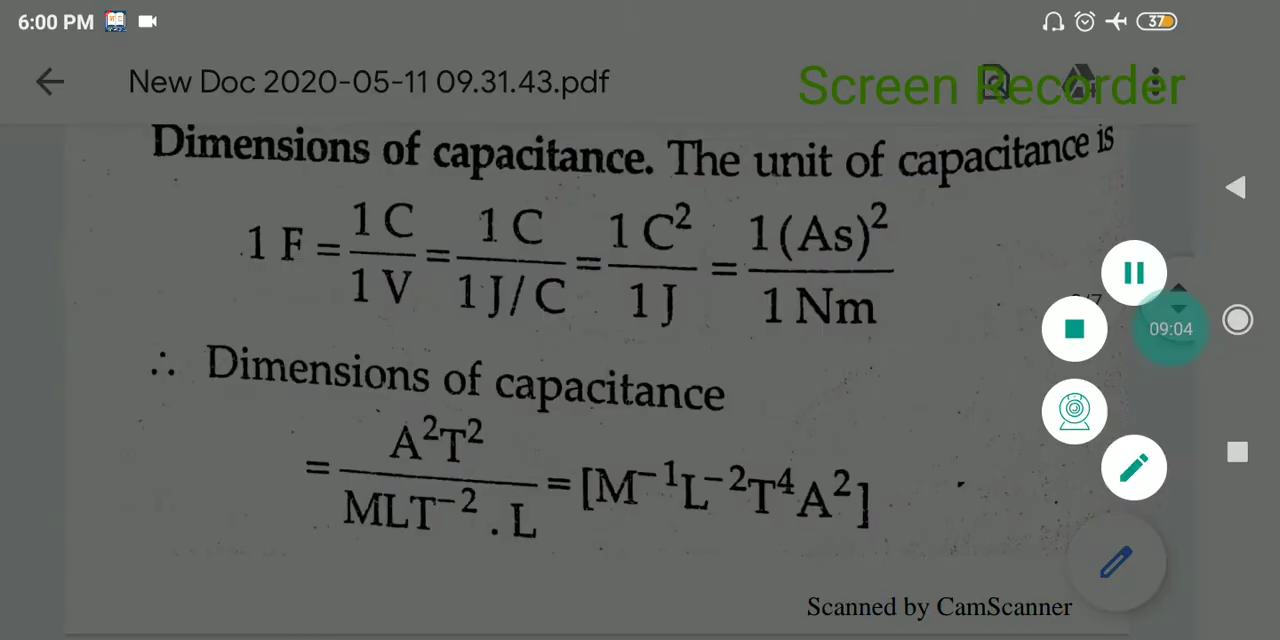 6:00 PM 37
New Doc 2020-05-11 09.31.43.pdf Screen Recorder
Dimensions of capacitance. The unit of capacitance is
1 F = 1 C / 1 V = 1 C / 1 J/C = 1 C² / 1 J = 1(As)² / 1 Nm
09:04
∴ Dimensions of capacitance
= A²T² / MLT⁻² . L = [M⁻¹L⁻²T⁴A²]
Scanned by CamScanner